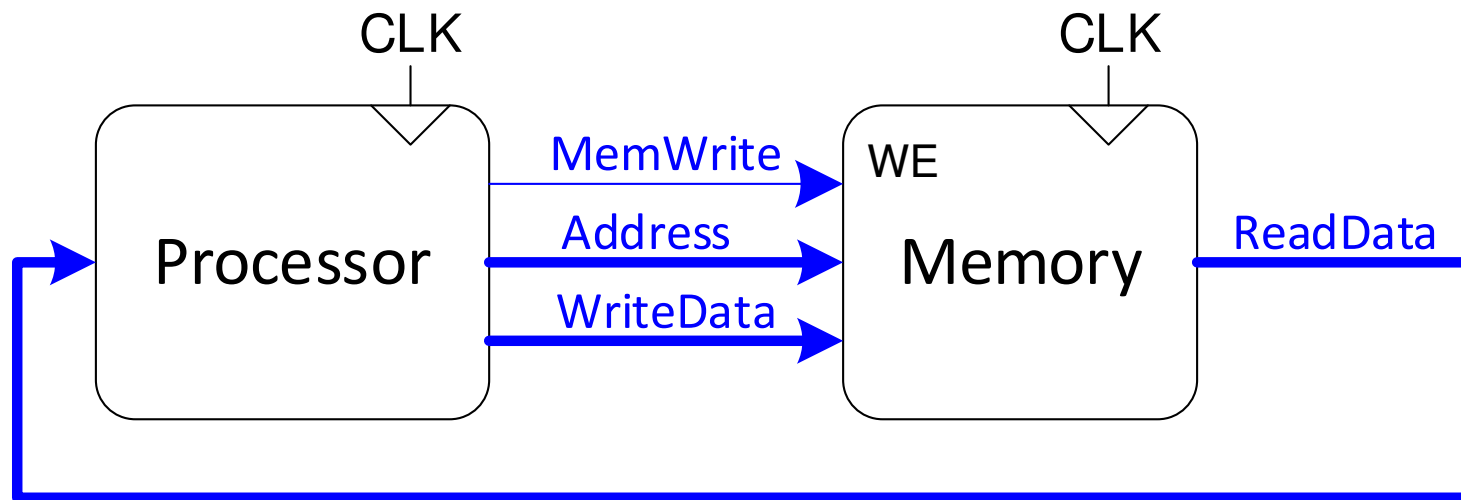 CLK
CLK
MemWrite
WE
Address
ReadData
Processor
Memory
WriteData